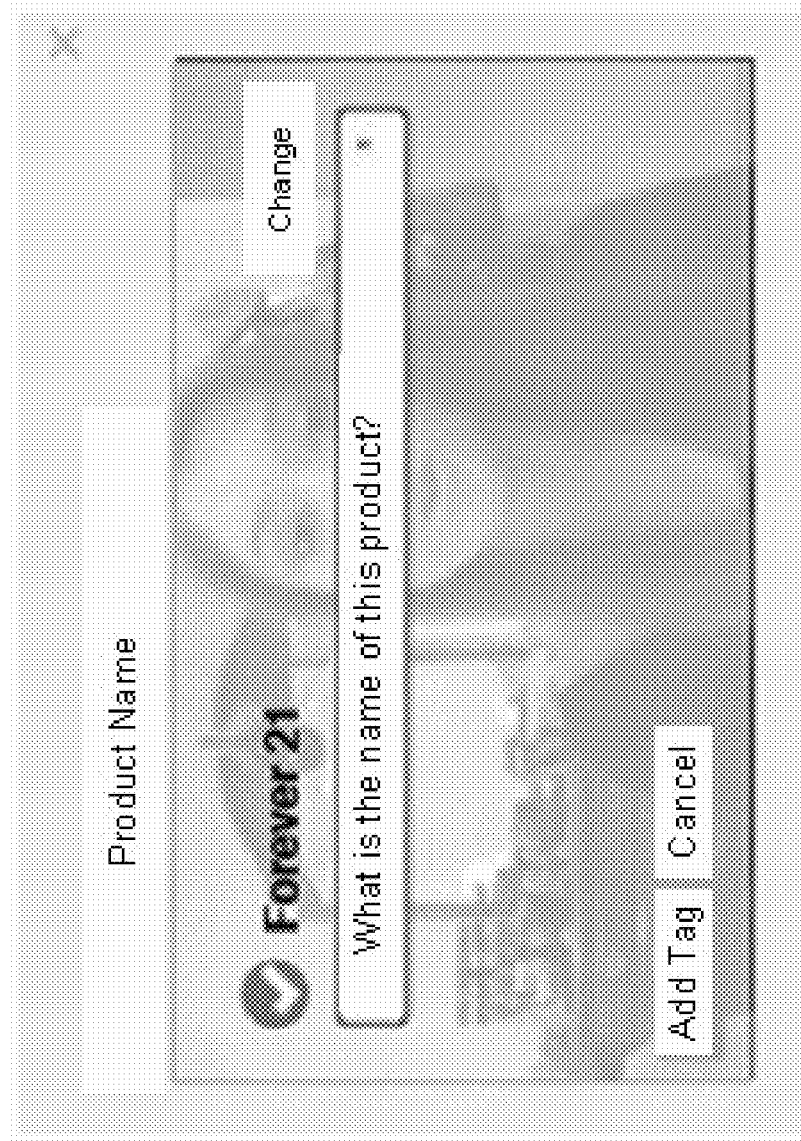 Product Name
Forever 21
Change
What is the name of this product? *
Add Tag
Cancel